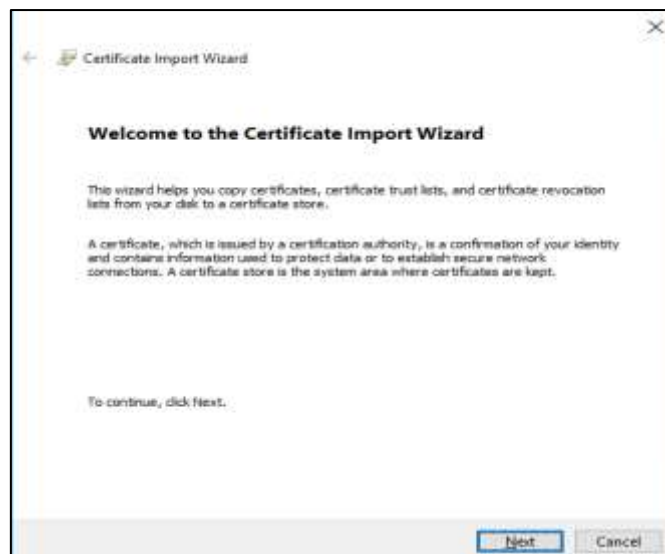 Certificate Import Wizard
Welcome to the Certificate Import Wizard
This wizard helps you copy certificates, certificate trust lists, and certificate revocation
lists from your disk to a certificate store.
A certificate, which is issued by a certification authority, is a confirmation of your identity
and contains information used to protect data or to establish secure network
connections. A certificate store is the system area where certificates are kept.
To continue, click Next.
Next
Cancel